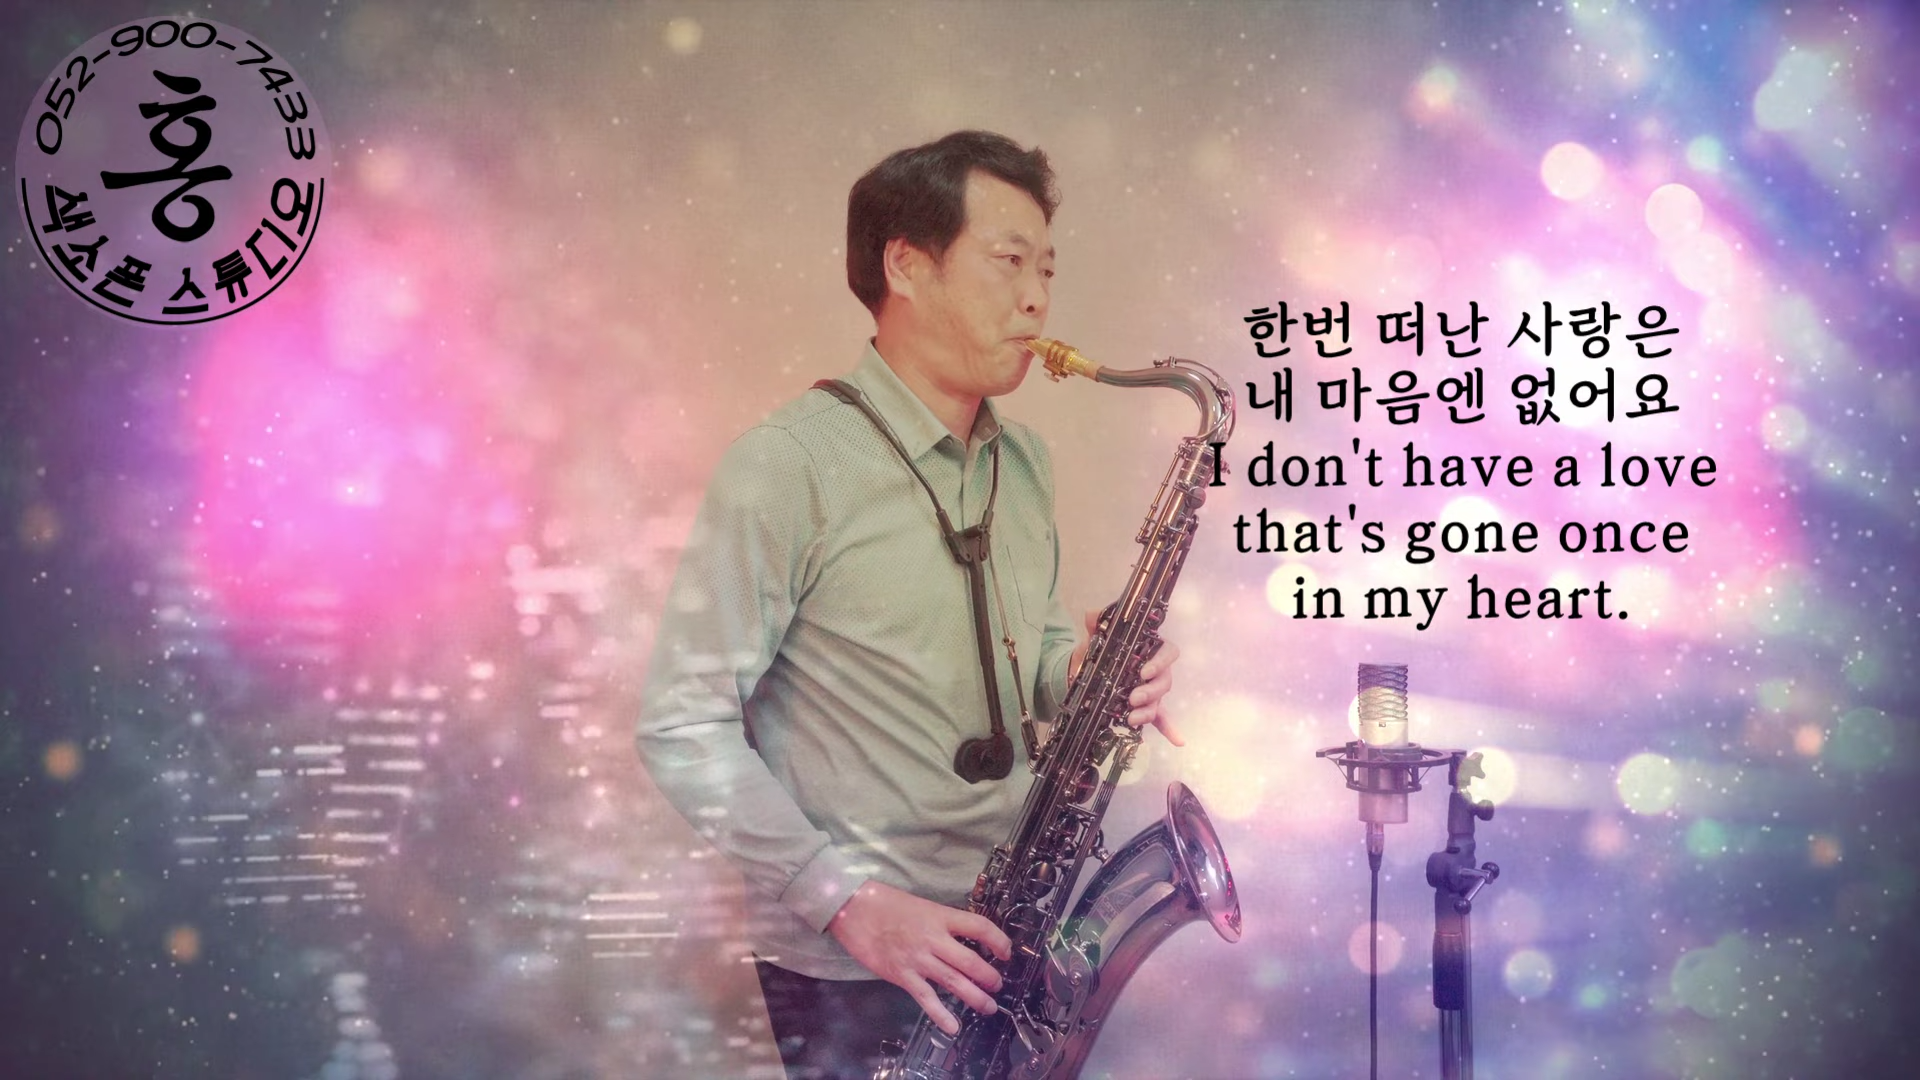 052-900-7433
홍
색소폰 스튜디오
한번 떠난 사랑은
내 마음엔 없어요
I don't have a love
that's gone once
in my heart.